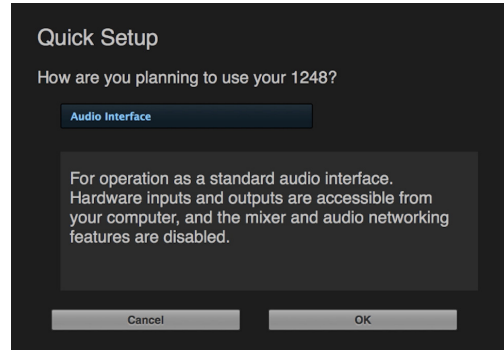 Quick Setup
How are you planning to use your 1248?
Audio Interface
For operation as a standard audio interface.
Hardware inputs and outputs are accessible from
your computer, and the mixer and audio networking
features are disabled.
Cancel
OK